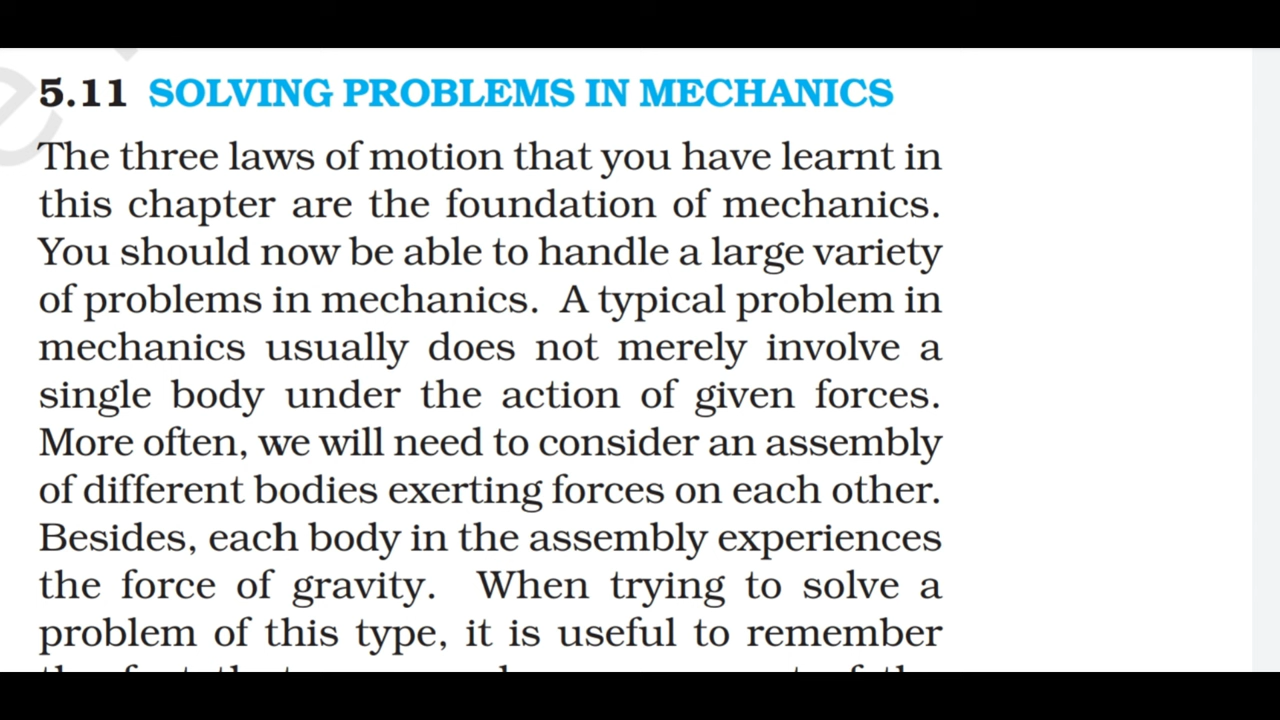 5.11 SOLVING PROBLEMS IN MECHANICS
The three laws of motion that you have learnt in
this chapter are the foundation of mechanics.
You should now be able to handle a large variety
of problems in mechanics. A typical problem in
mechanics usually does not merely involve a
single body under the action of given forces.
More often, we will need to consider an assembly
of different bodies exerting forces on each other.
Besides, each body in the assembly experiences
the force of gravity. When trying to solve a
problem of this type, it is useful to remember